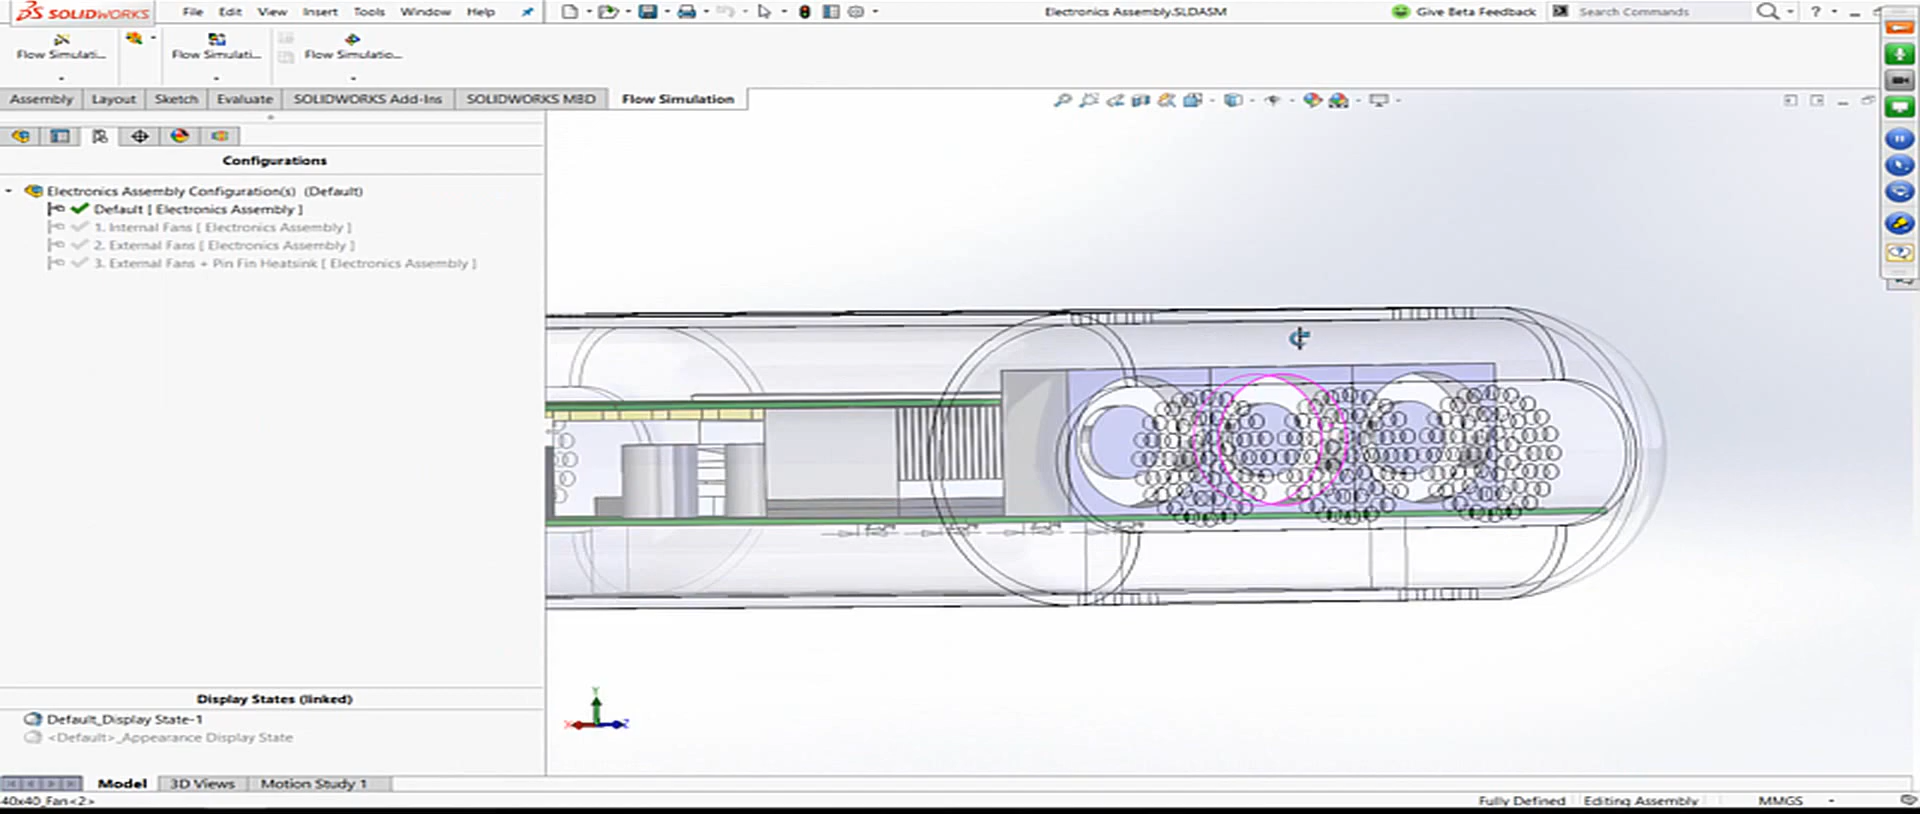 SOLIDWORKS File Edit View Insert Tools Window Help Electronics Assembly.SLDASM Give Beta Feedback Search Commands ?
Flow Simulati... Flow Simulati... Flow Simulatio...
Assembly Layout Sketch Evaluate SOLIDWORKS Add-Ins SOLIDWORKS MBD Flow Simulation
Configurations
Electronics Assembly Configuration(s) (Default)
Default [ Electronics Assembly ]
1. Internal Fans [ Electronics Assembly ]
2. External Fans [ Electronics Assembly ]
3. External Fans + Pin Fin Heatsink [ Electronics Assembly ]
Y
X Z
Display States (linked)
Default_Display State-1
<Default>_Appearance Display State
Model 3D Views Motion Study 1
40x40_Fan<2> Fully Defined Editing Assembly MMGS